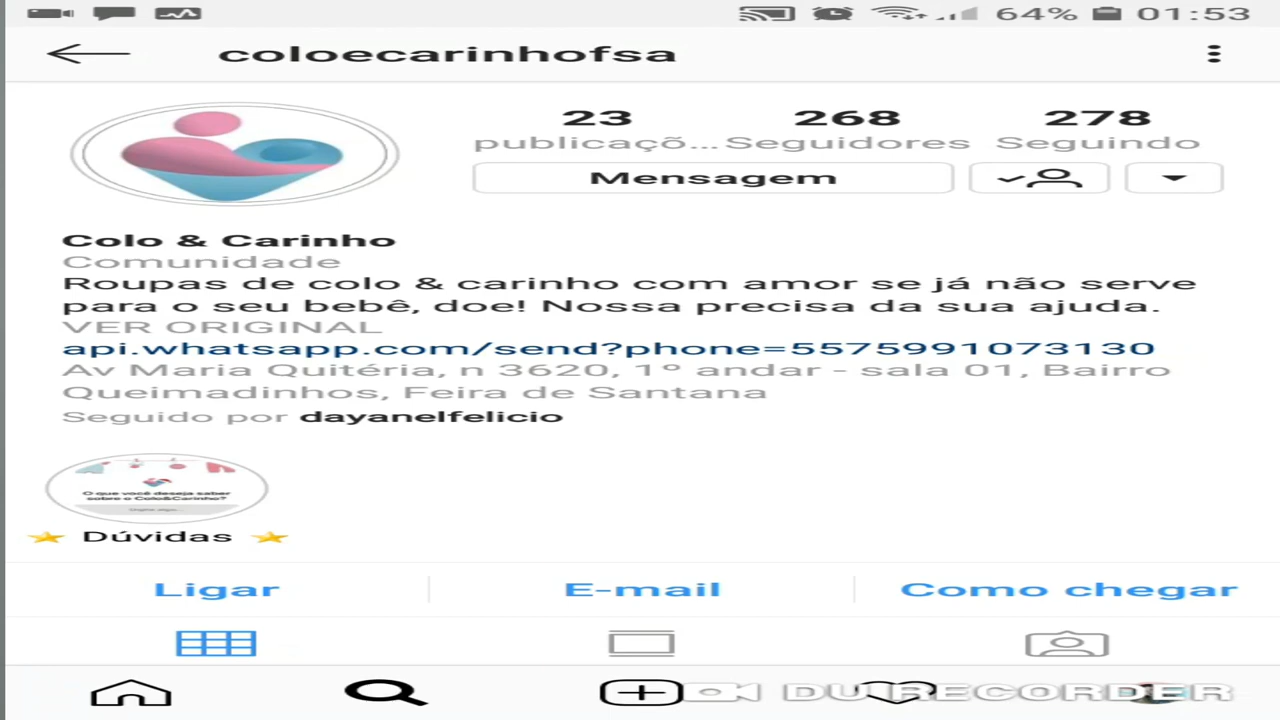 64% 01:53
coloecarinhofsa
23 268 278
publicaçõ... Seguidores Seguindo
Mensagem
Colo & Carinho
Comunidade
Roupas de colo & carinho com amor se já não serve
para o seu bebê, doe! Nossa precisa da sua ajuda.
VER ORIGINAL
api.whatsapp.com/send?phone=5575991073130
Av Maria Quitéria, n 3620, 1º andar - sala 01, Bairro
Queimadinhos, Feira de Santana
Seguido por dayanelfelicio
O que você deseja saber
sobre o Colo&Carinho?
Dúvidas
Ligar E-mail Como chegar
DU RECORDER